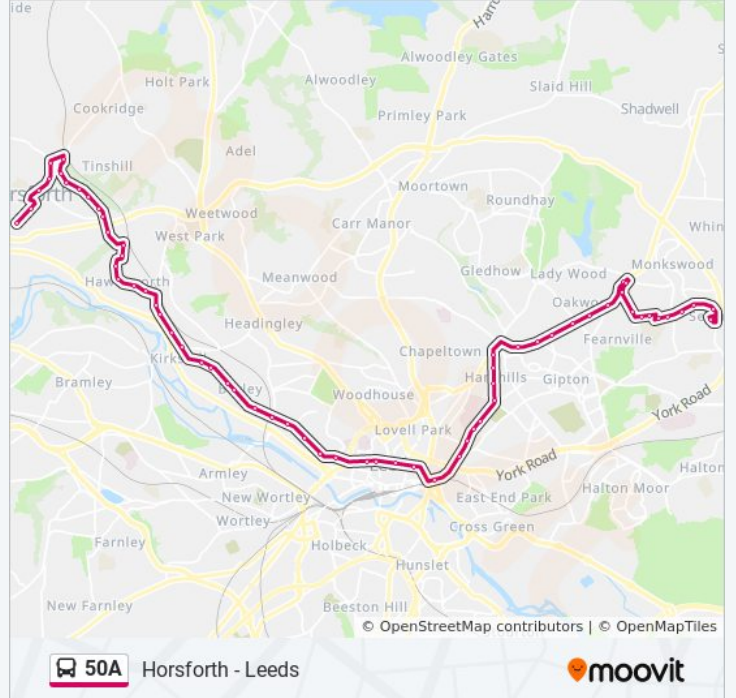 Harro
Alwoodley Gates
Holt Park
Alwoodley
Slaid Hill
Cookridge
Primley Park
Shadwell
Adel
Tinshill
Moortown
Roundhay
Weetwood
Carr Manor
Whin
West Park
Monkswood
Gledhow
Lady Wood
Meanwood
Headingley
Fearnville
Chapeltown
Gipton
Bramley
Woodhouse
York Road
Lovell Park
York Road
Halton
Armley
Halton Moor
New Wortley
East End Park
Wortley
Cross Green
Farnley
Holbeck
Hunslet
New Farnley
Beeston Hill
© OpenStreetMap contributors | © OpenMapTiles
50A Horsforth - Leeds
moovit